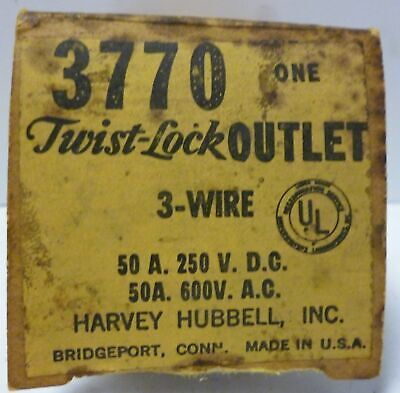 3770 ONE
Twist-Lock OUTLET
3-WIRE
UL
50 A. 250 V. D.C.
50A. 600V. A.C.
HARVEY HUBBELL, INC.
BRIDGEPORT, CONN. MADE IN U.S.A.